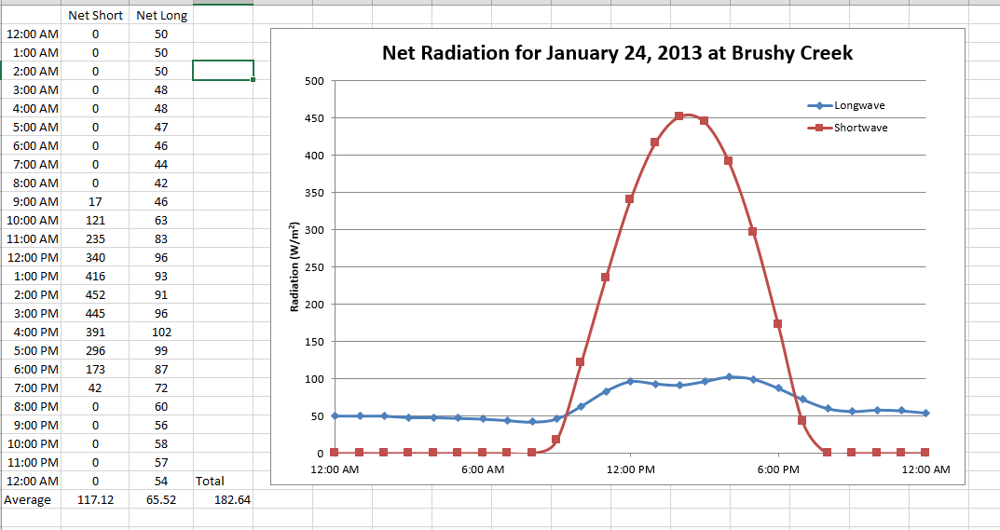 Net Short Net Long
12:00 AM 0 50
1:00 AM 0 50
2:00 AM 0 50
3:00 AM 0 48
4:00 AM 0 48
5:00 AM 0 47
6:00 AM 0 46
7:00 AM 0 44
8:00 AM 0 42
9:00 AM 17 46
10:00 AM 121 63
11:00 AM 235 83
12:00 PM 340 96
1:00 PM 416 93
2:00 PM 452 91
3:00 PM 445 96
4:00 PM 391 102
5:00 PM 296 99
6:00 PM 173 87
7:00 PM 42 72
8:00 PM 0 60
9:00 PM 0 56
10:00 PM 0 58
11:00 PM 0 57
12:00 AM 0 54 Total
Average 117.12 65.52 182.64
Net Radiation for January 24, 2013 at Brushy Creek
Radiation (W/m²)
500
450
400
350
300
250
200
150
100
50
0
Longwave
Shortwave
12:00 AM 6:00 AM 12:00 PM 6:00 PM 12:00 AM